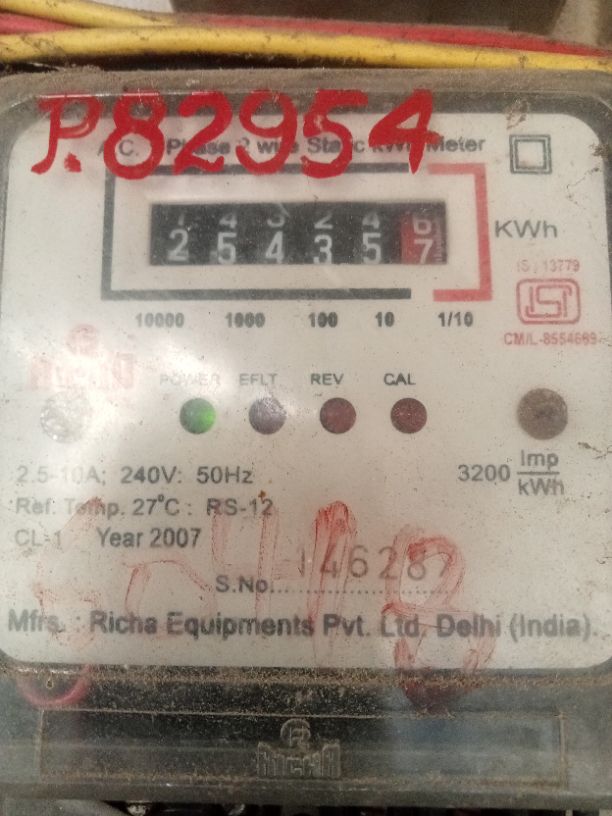 P.82954
A.C. 1 Phase 2 wire Static kWh Meter
2 5 4 3 5 7
KWh
IS : 13779
ISI
CM/L-8554669
10000 1000 100 10 1/10
POWER EFLT REV CAL
2.5-10A; 240V: 50Hz
3200 Imp/kWh
Ref. Temp. 27°C : RS-12
CL-1 Year 2007
S.No. 146287
Mfrs. : Richa Equipments Pvt. Ltd. Delhi (India).
RICHA